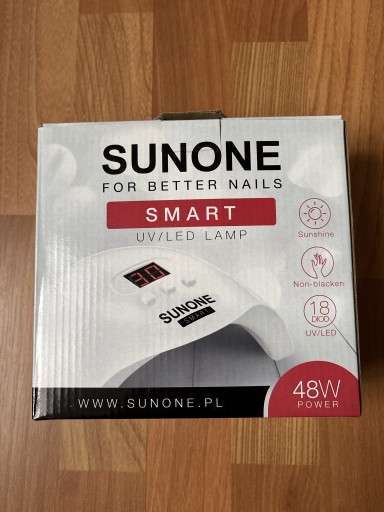 SUNONE
FOR BETTER NAILS
SMART
UV/LED LAMP
Sunshine
Non-blacken
18
DIOD
UV/LED
30
SUNONE
SMART
48W
POWER
WWW.SUNONE.PL